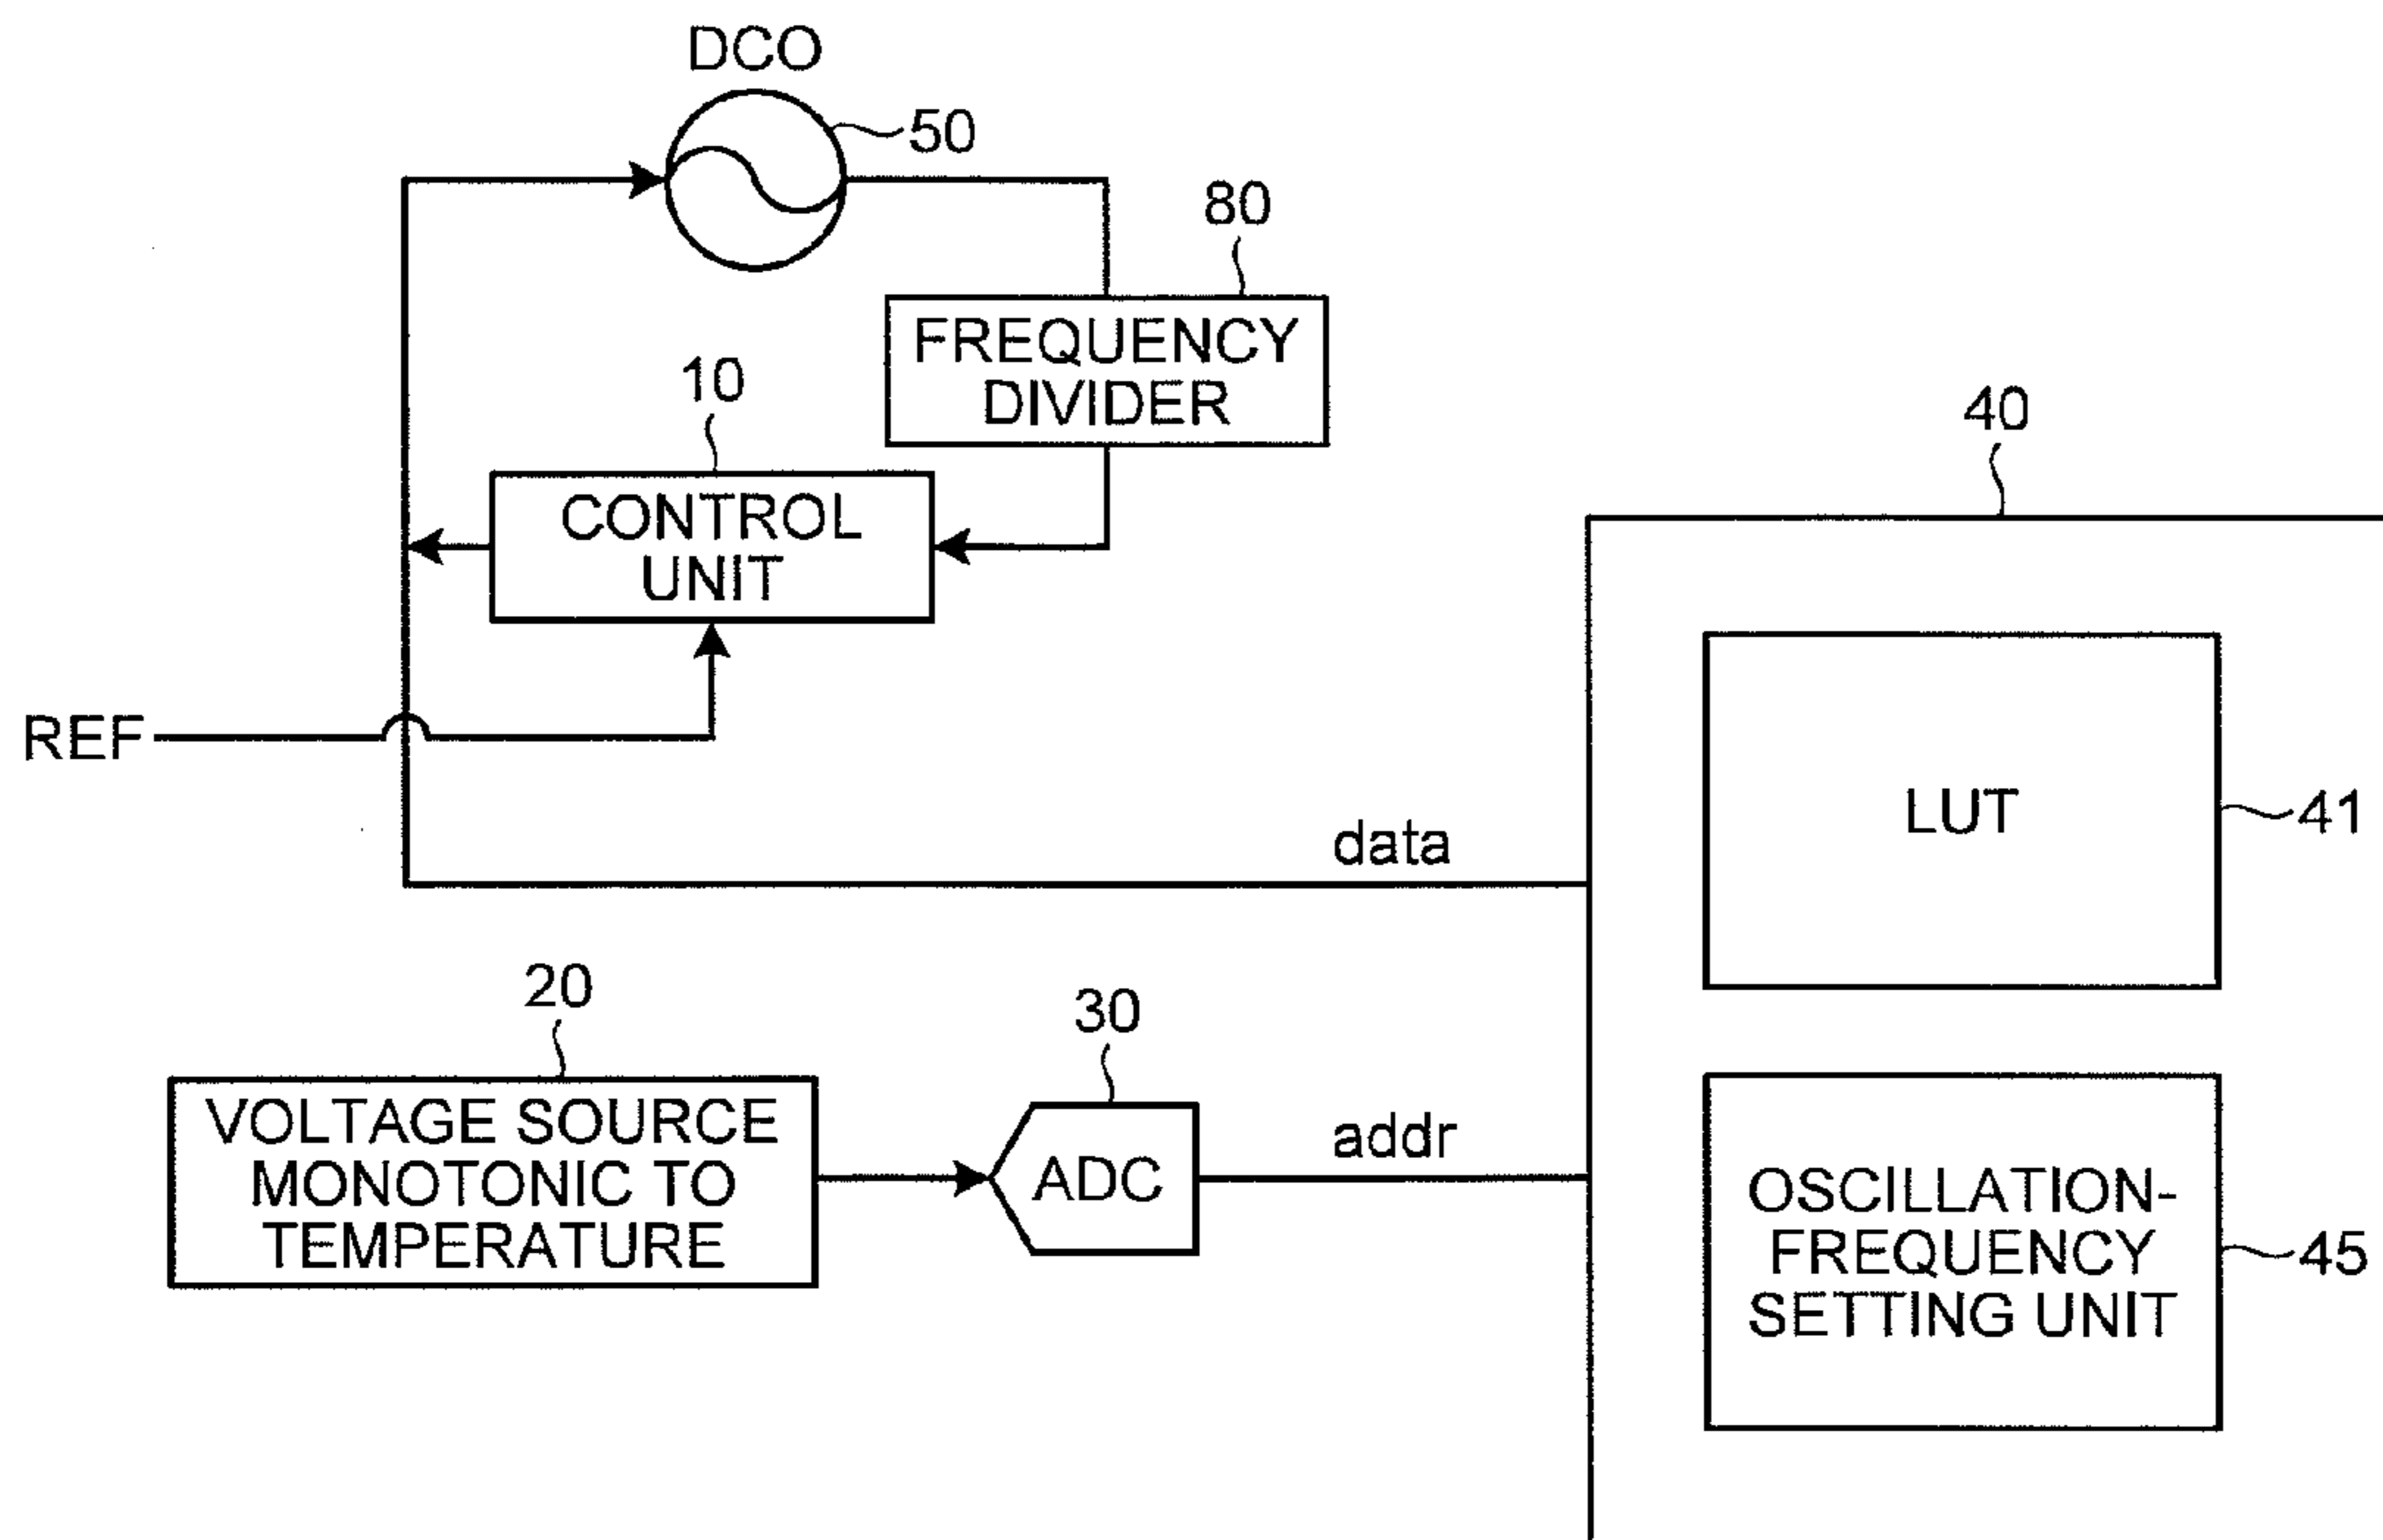 DCO
50
80
FREQUENCY
DIVIDER
10
CONTROL
UNIT
40
REF
LUT
41
data
20
30
VOLTAGE SOURCE
MONOTONIC TO
TEMPERATURE
ADC
addr
OSCILLATION-
FREQUENCY
SETTING UNIT
45